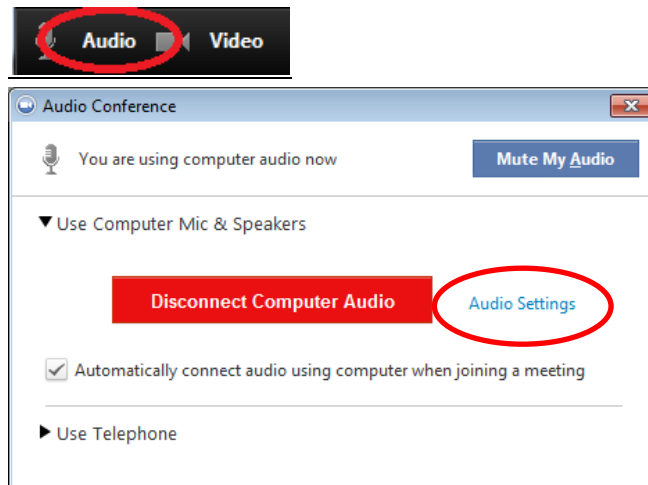 Audio Video
Audio Conference
You are using computer audio now Mute My Audio
Use Computer Mic & Speakers
Disconnect Computer Audio Audio Settings
Automatically connect audio using computer when joining a meeting
Use Telephone